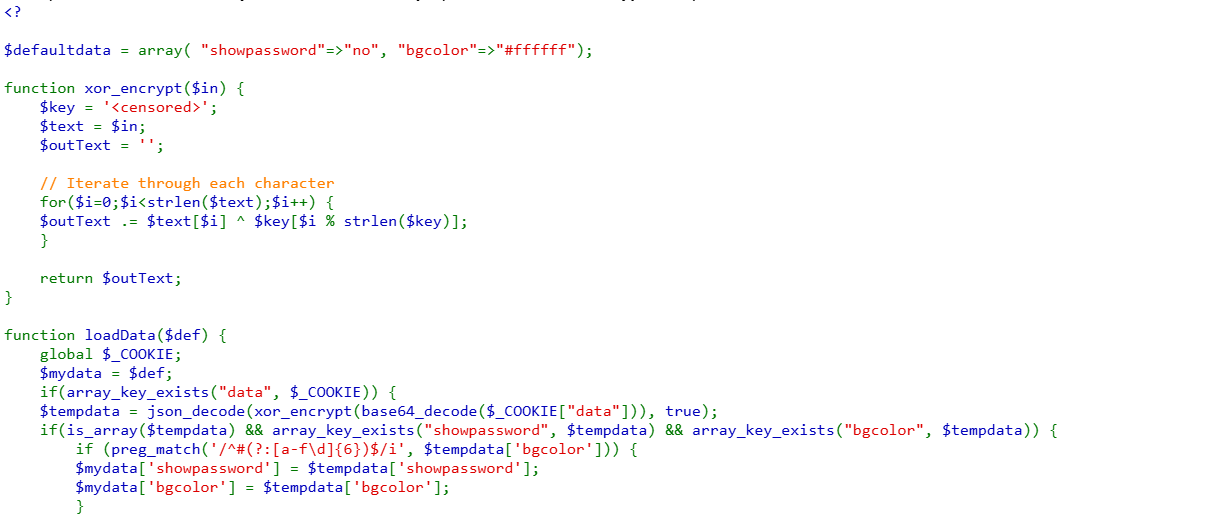 <?
$defaultdata = array( "showpassword"=>"no", "bgcolor"=>"#ffffff");
function xor_encrypt($in) {
    $key = '<censored>';
    $text = $in;
    $outText = '';
    // Iterate through each character
    for($i=0;$i<strlen($text);$i++) {
    $outText .= $text[$i] ^ $key[$i % strlen($key)];
    }
    return $outText;
}
function loadData($def) {
    global $_COOKIE;
    $mydata = $def;
    if(array_key_exists("data", $_COOKIE)) {
    $tempdata = json_decode(xor_encrypt(base64_decode($_COOKIE["data"])), true);
    if(is_array($tempdata) && array_key_exists("showpassword", $tempdata) && array_key_exists("bgcolor", $tempdata)) {
        if (preg_match('/^#(?:[a-f\d]{6})$/i', $tempdata['bgcolor'])) {
        $mydata['showpassword'] = $tempdata['showpassword'];
        $mydata['bgcolor'] = $tempdata['bgcolor'];
        }